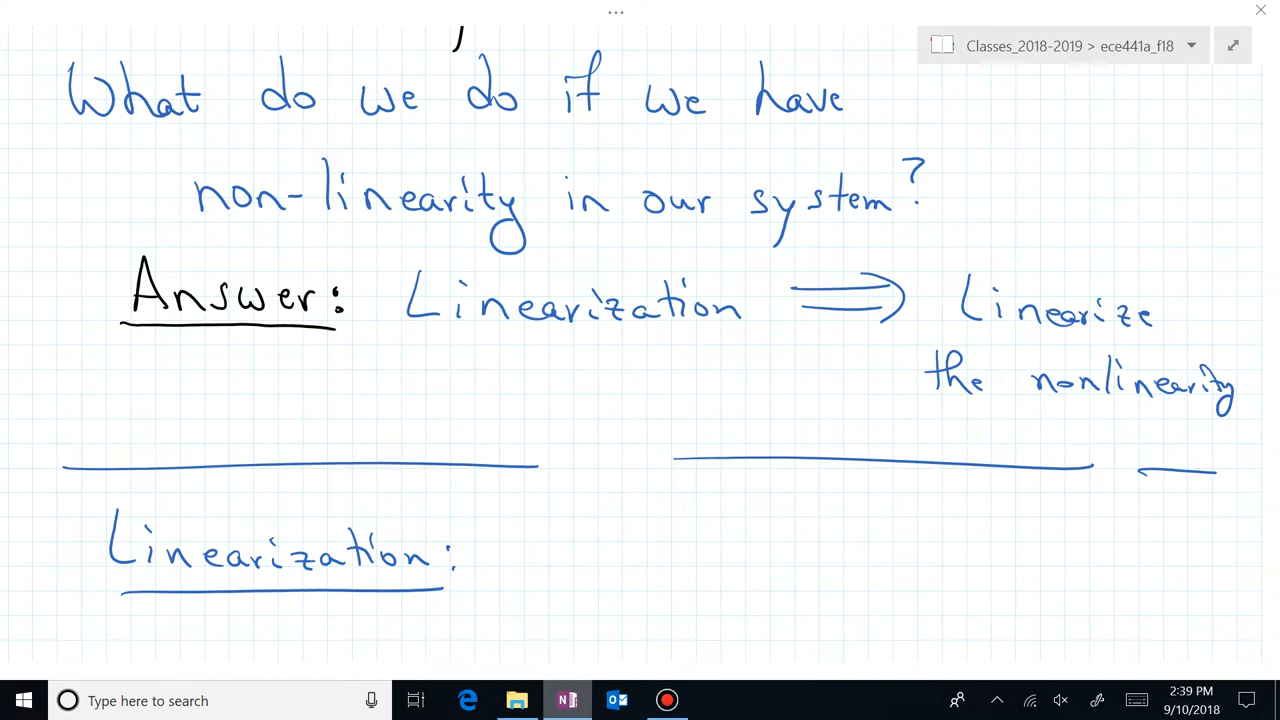 ...
Classes_2018-2019 > ece441a_f18
What do we do if we have
non-linearity in our system?
Answer: Linearization ⟹ Linearize
the nonlinearity
Linearization:
Type here to search
2:39 PM
9/10/2018